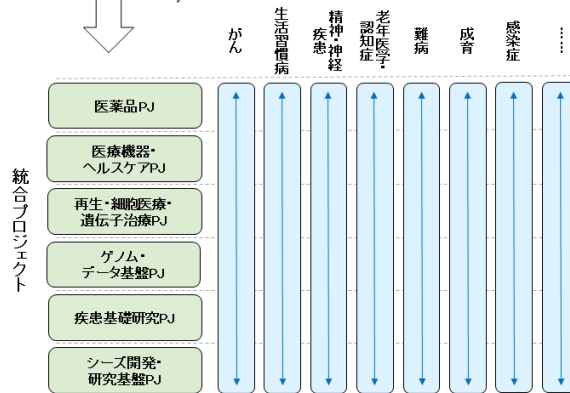 がん
生活習慣病
精神・神経
疾患
老年医学・
認知症
難病
成育
感染症
……
統合プロジェクト
医薬品PJ
医療機器・
ヘルスケアPJ
再生・細胞医療・
遺伝子治療PJ
ゲノム・
データ基盤PJ
疾患基礎研究PJ
シーズ開発・
研究基盤PJ